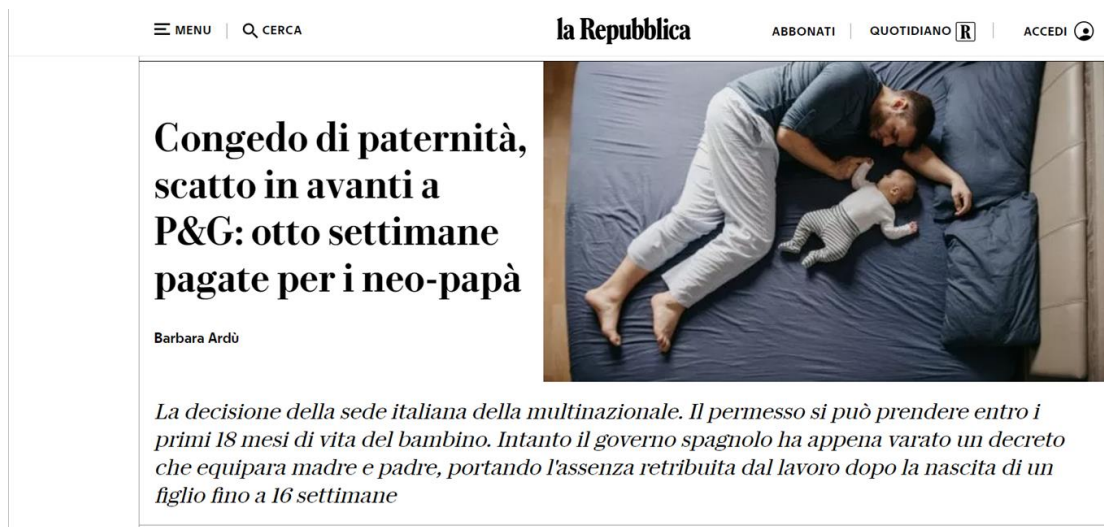 MENU
CERCA
la Repubblica
ABBONATI
QUOTIDIANO R
ACCEDI
Congedo di paternità,
scatto in avanti a
P&G: otto settimane
pagate per i neo-papà
Barbara Ardù
La decisione della sede italiana della multinazionale. Il permesso si può prendere entro i
primi 18 mesi di vita del bambino. Intanto il governo spagnolo ha appena varato un decreto
che equipara madre e padre, portando l'assenza retribuita dal lavoro dopo la nascita di un
figlio fino a 16 settimane